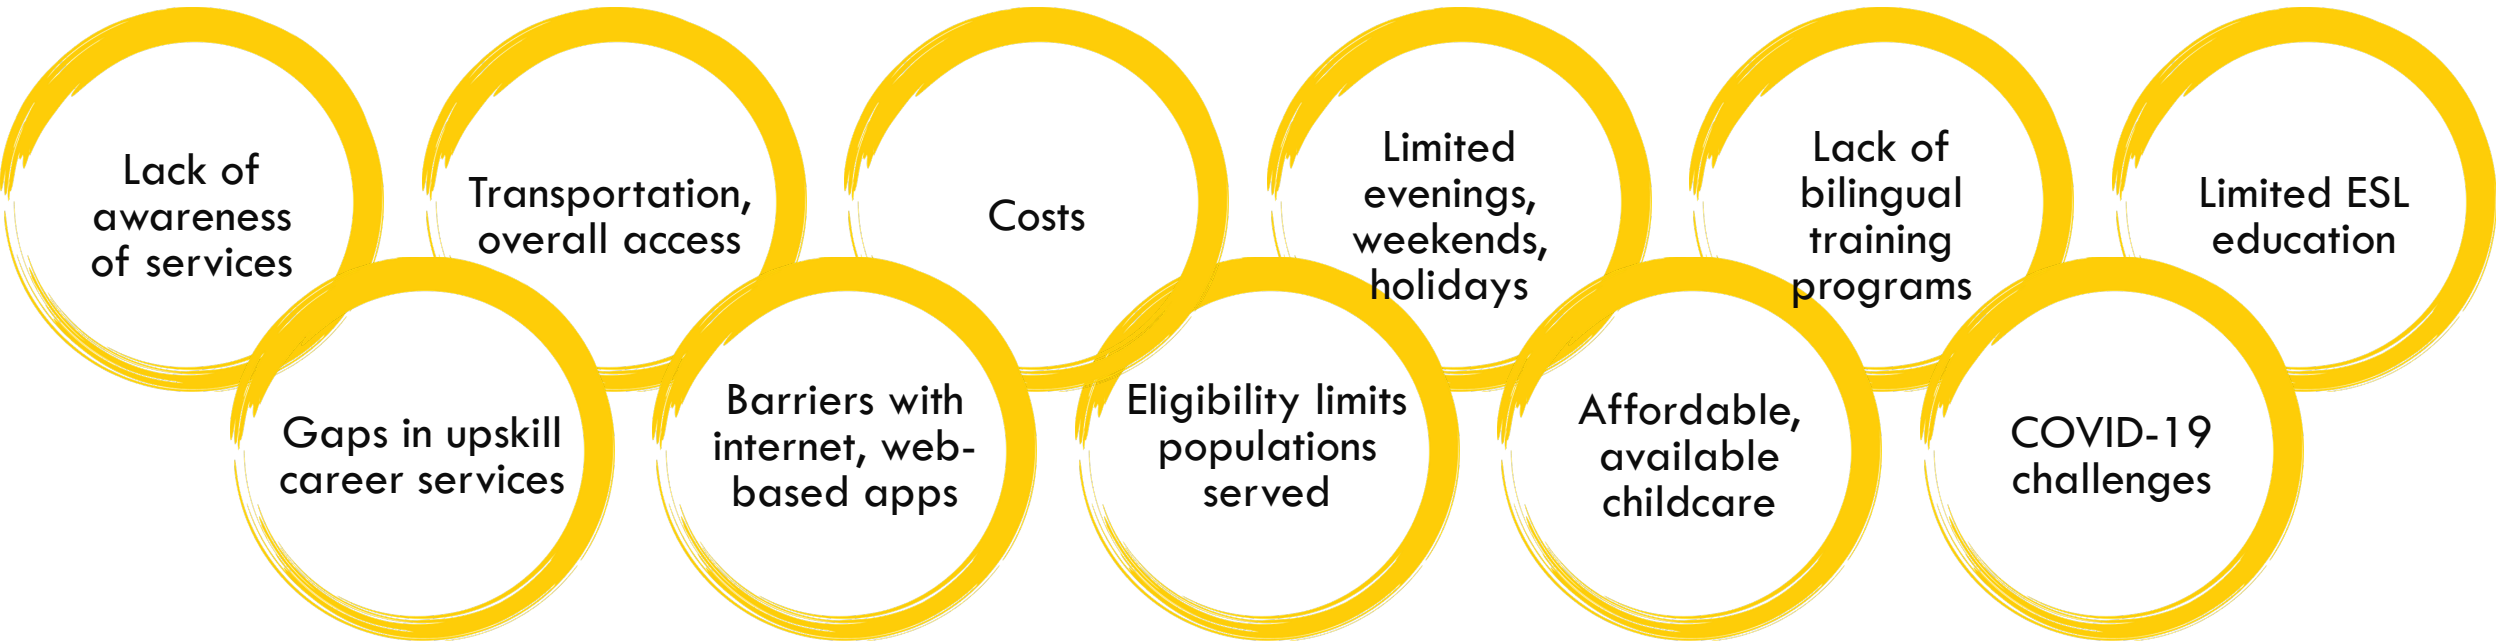 Lack of
awareness
of services
Transportation,
overall access
Costs
Limited
evenings,
weekends,
holidays
Lack of
bilingual
training
programs
Limited ESL
education
Gaps in upskill
career services
Barriers with
internet, web-
based apps
Eligibility limits
populations
served
Affordable,
available
childcare
COVID-19
challenges